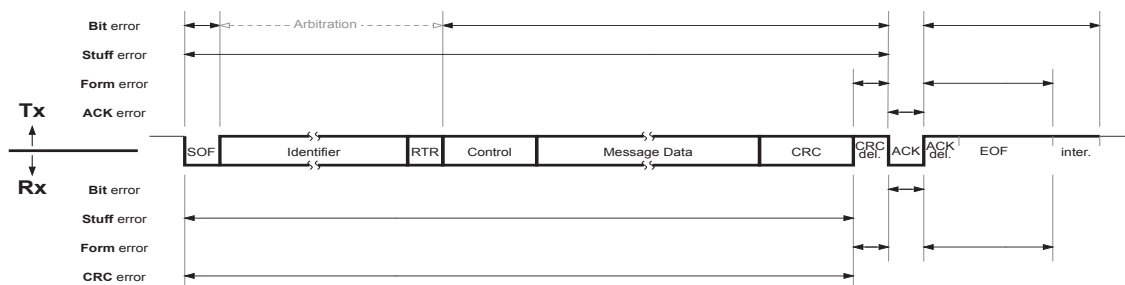 Bit error
Arbitration
Stuff error
Form error
Tx
ACK error
SOF
Identifier
RTR
Control
Message Data
CRC
CRC del.
ACK
ACK del.
EOF
inter.
Rx
Bit error
Stuff error
Form error
CRC error